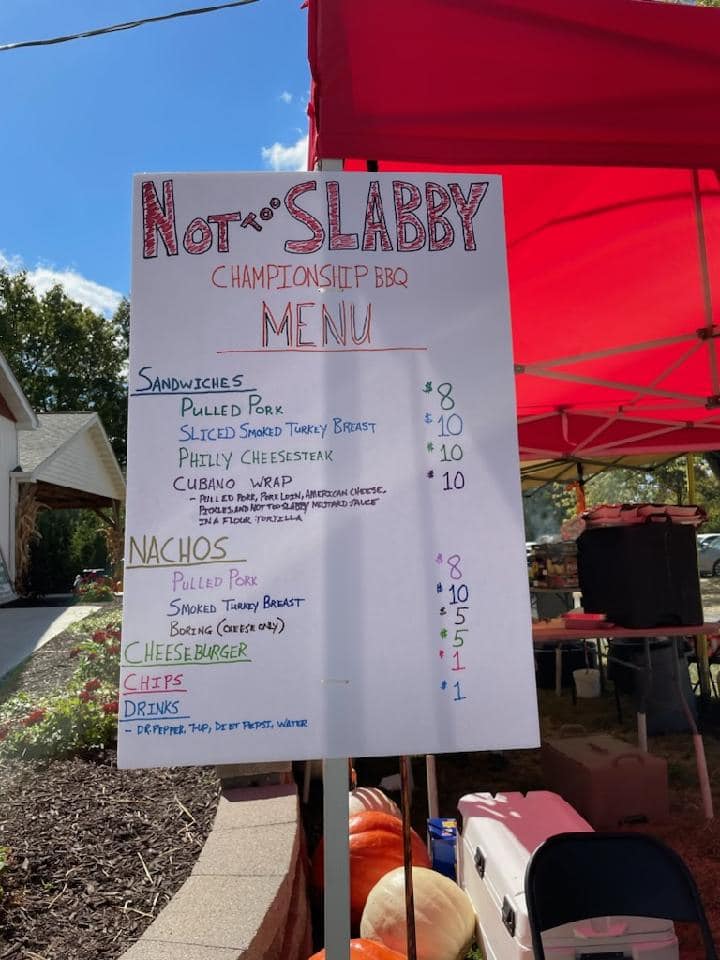 NOT TOO SLABBY
CHAMPIONSHIP BBQ
MENU
SANDWICHES
PULLED PORK $8
SLICED SMOKED TURKEY BREAST $10
PHILLY CHEESESTEAK $10
CUBANO WRAP $10
- PULLED PORK, PORK LOIN, AMERICAN CHEESE,
PICKLES AND NOT TOO SLABBY MUSTARD SAUCE
IN A FLOUR TORTILLA
NACHOS
PULLED PORK $8
SMOKED TURKEY BREAST $10
BORING (CHEESE ONLY) $5
CHEESEBURGER $5
CHIPS $1
DRINKS $1
- DR. PEPPER, 7-UP, DIET PEPSI, WATER